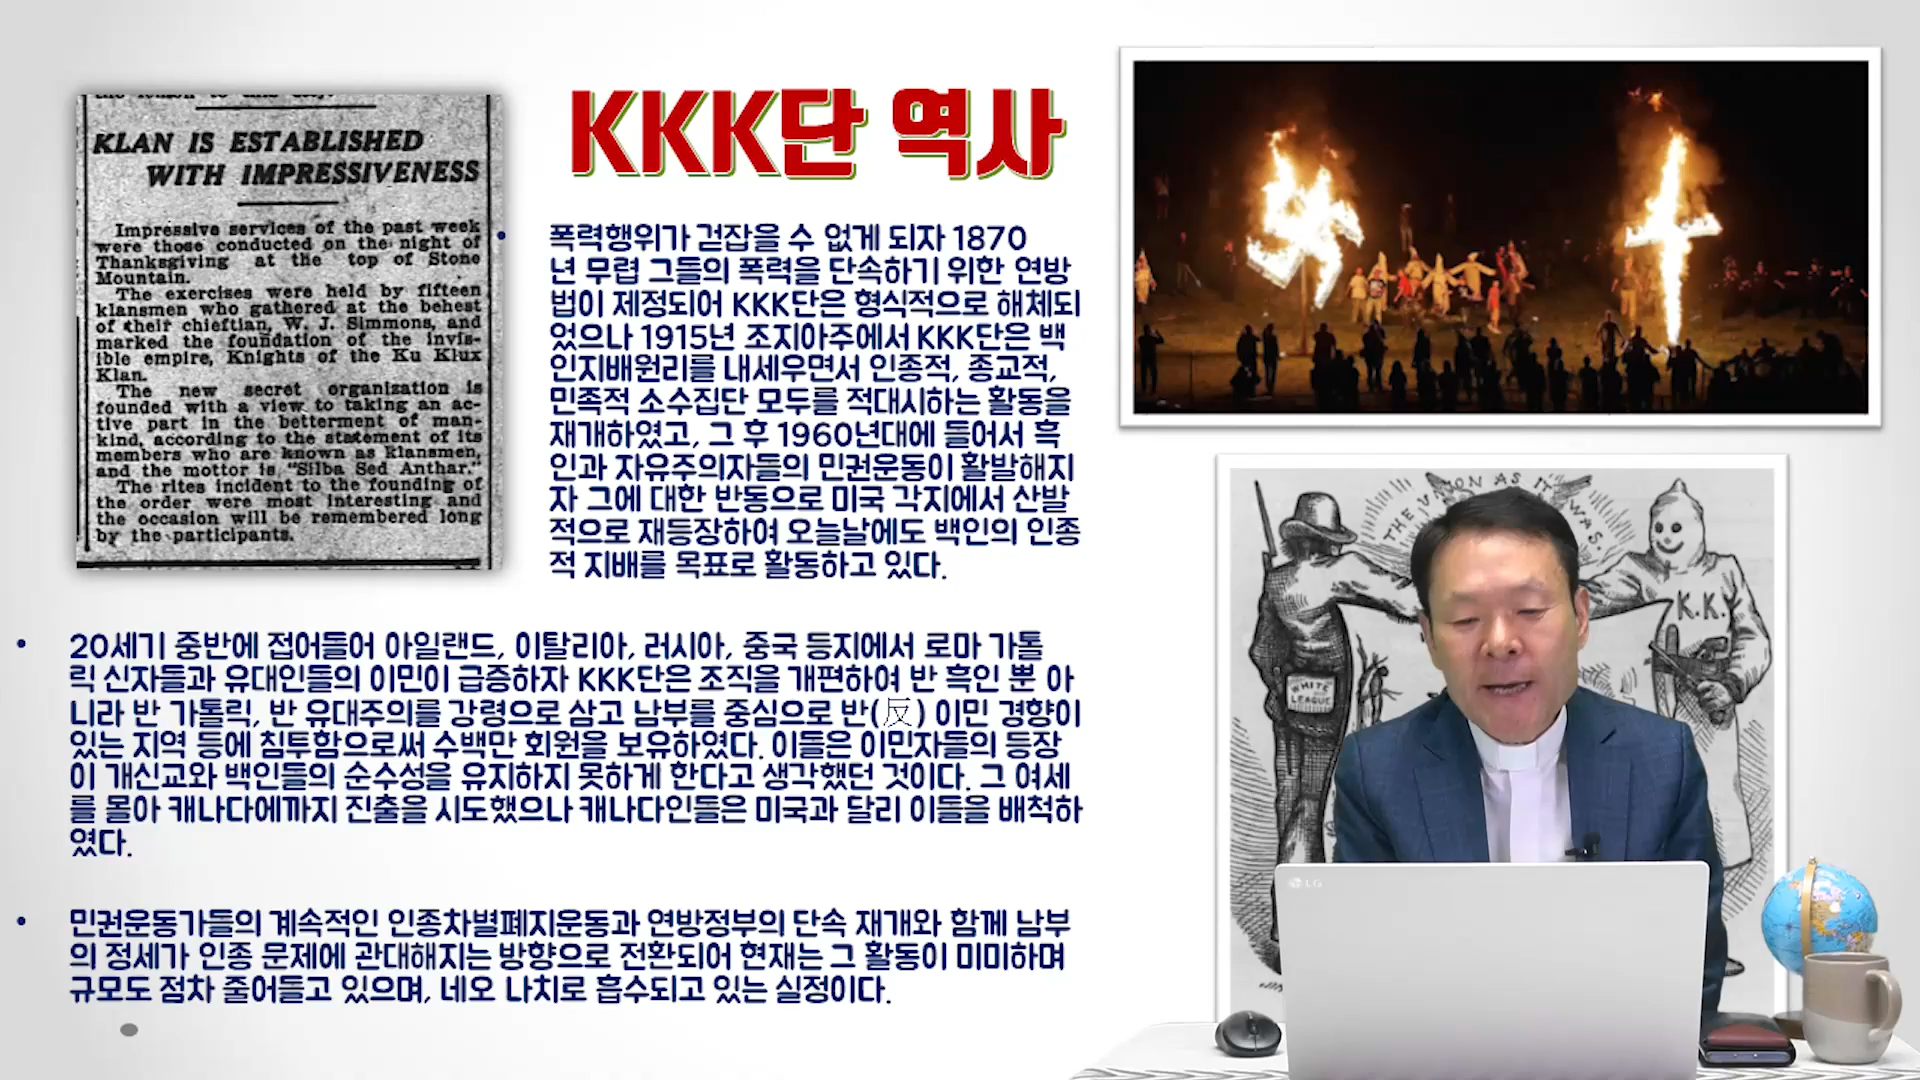 KLAN IS ESTABLISHED
WITH IMPRESSIVENESS
Impressive services of the past week
were those conducted on the night of
Thanksgiving at the top of Stone
Mountain.
The exercises were held by fifteen
klansmen who gathered at the behest
of their chieftian, W. J. Simmons, and
marked the foundation of the invis-
ible empire, Knights of the Ku Klux
Klan.
The new secret organization is
founded with a view to taking an ac-
tive part in the betterment of man-
kind, according to the statement of its
members who are known as Klansmen,
and the mottor is "Silba Sed Anthar."
The rites incident to the founding of
the order were most interesting and
the occasion will be remembered long
by the participants.
KKK단 역사
• 폭력행위가 걷잡을 수 없게 되자 1870
년 무렵 그들의 폭력을 단속하기 위한 연방
법이 제정되어 KKK단은 형식적으로 해체되
었으나 1915년 조지아주에서 KKK단은 백
인지배원리를 내세우면서 인종적, 종교적,
민족적 소수집단 모두를 적대시하는 활동을
재개하였고, 그 후 1960년대에 들어서 흑
인과 자유주의자들의 민권운동이 활발해지
자 그에 대한 반동으로 미국 각지에서 산발
적으로 재등장하여 오늘날에도 백인의 인종
적 지배를 목표로 활동하고 있다.
• 20세기 중반에 접어들어 아일랜드, 이탈리아, 러시아, 중국 등지에서 로마 가톨
릭 신자들과 유대인들의 이민이 급증하자 KKK단은 조직을 개편하여 반 흑인 뿐 아
니라 반 가톨릭, 반 유대주의를 강령으로 삼고 남부를 중심으로 반(反) 이민 경향이
있는 지역 등에 침투함으로써 수백만 회원을 보유하였다. 이들은 이민자들의 등장
이 개신교와 백인들의 순수성을 유지하지 못하게 한다고 생각했던 것이다. 그 여세
를 몰아 캐나다에까지 진출을 시도했으나 캐나다인들은 미국과 달리 이들을 배척하
였다.
• 민권운동가들의 계속적인 인종차별폐지운동과 연방정부의 단속 재개와 함께 남부
의 정세가 인종 문제에 관대해지는 방향으로 전환되어 현재는 그 활동이 미미하며
규모도 점차 줄어들고 있으며, 네오 나치로 흡수되고 있는 실정이다.
THE UNION AS IT WAS.
K.K.
WHITE
LEAGUE
LG